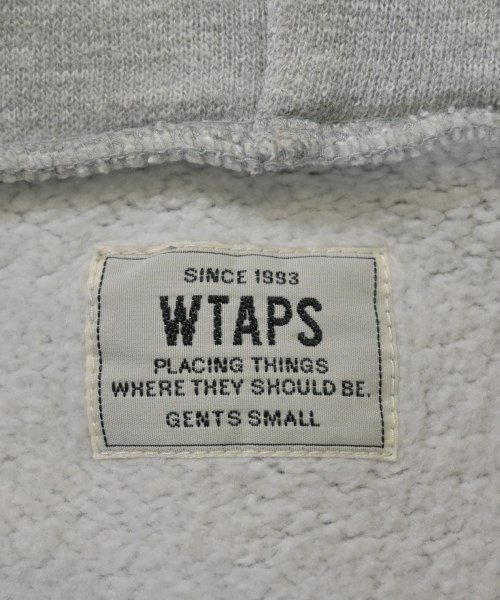 SINCE 1993
WTAPS
PLACING THINGS
WHERE THEY SHOULD BE.
GENTS SMALL